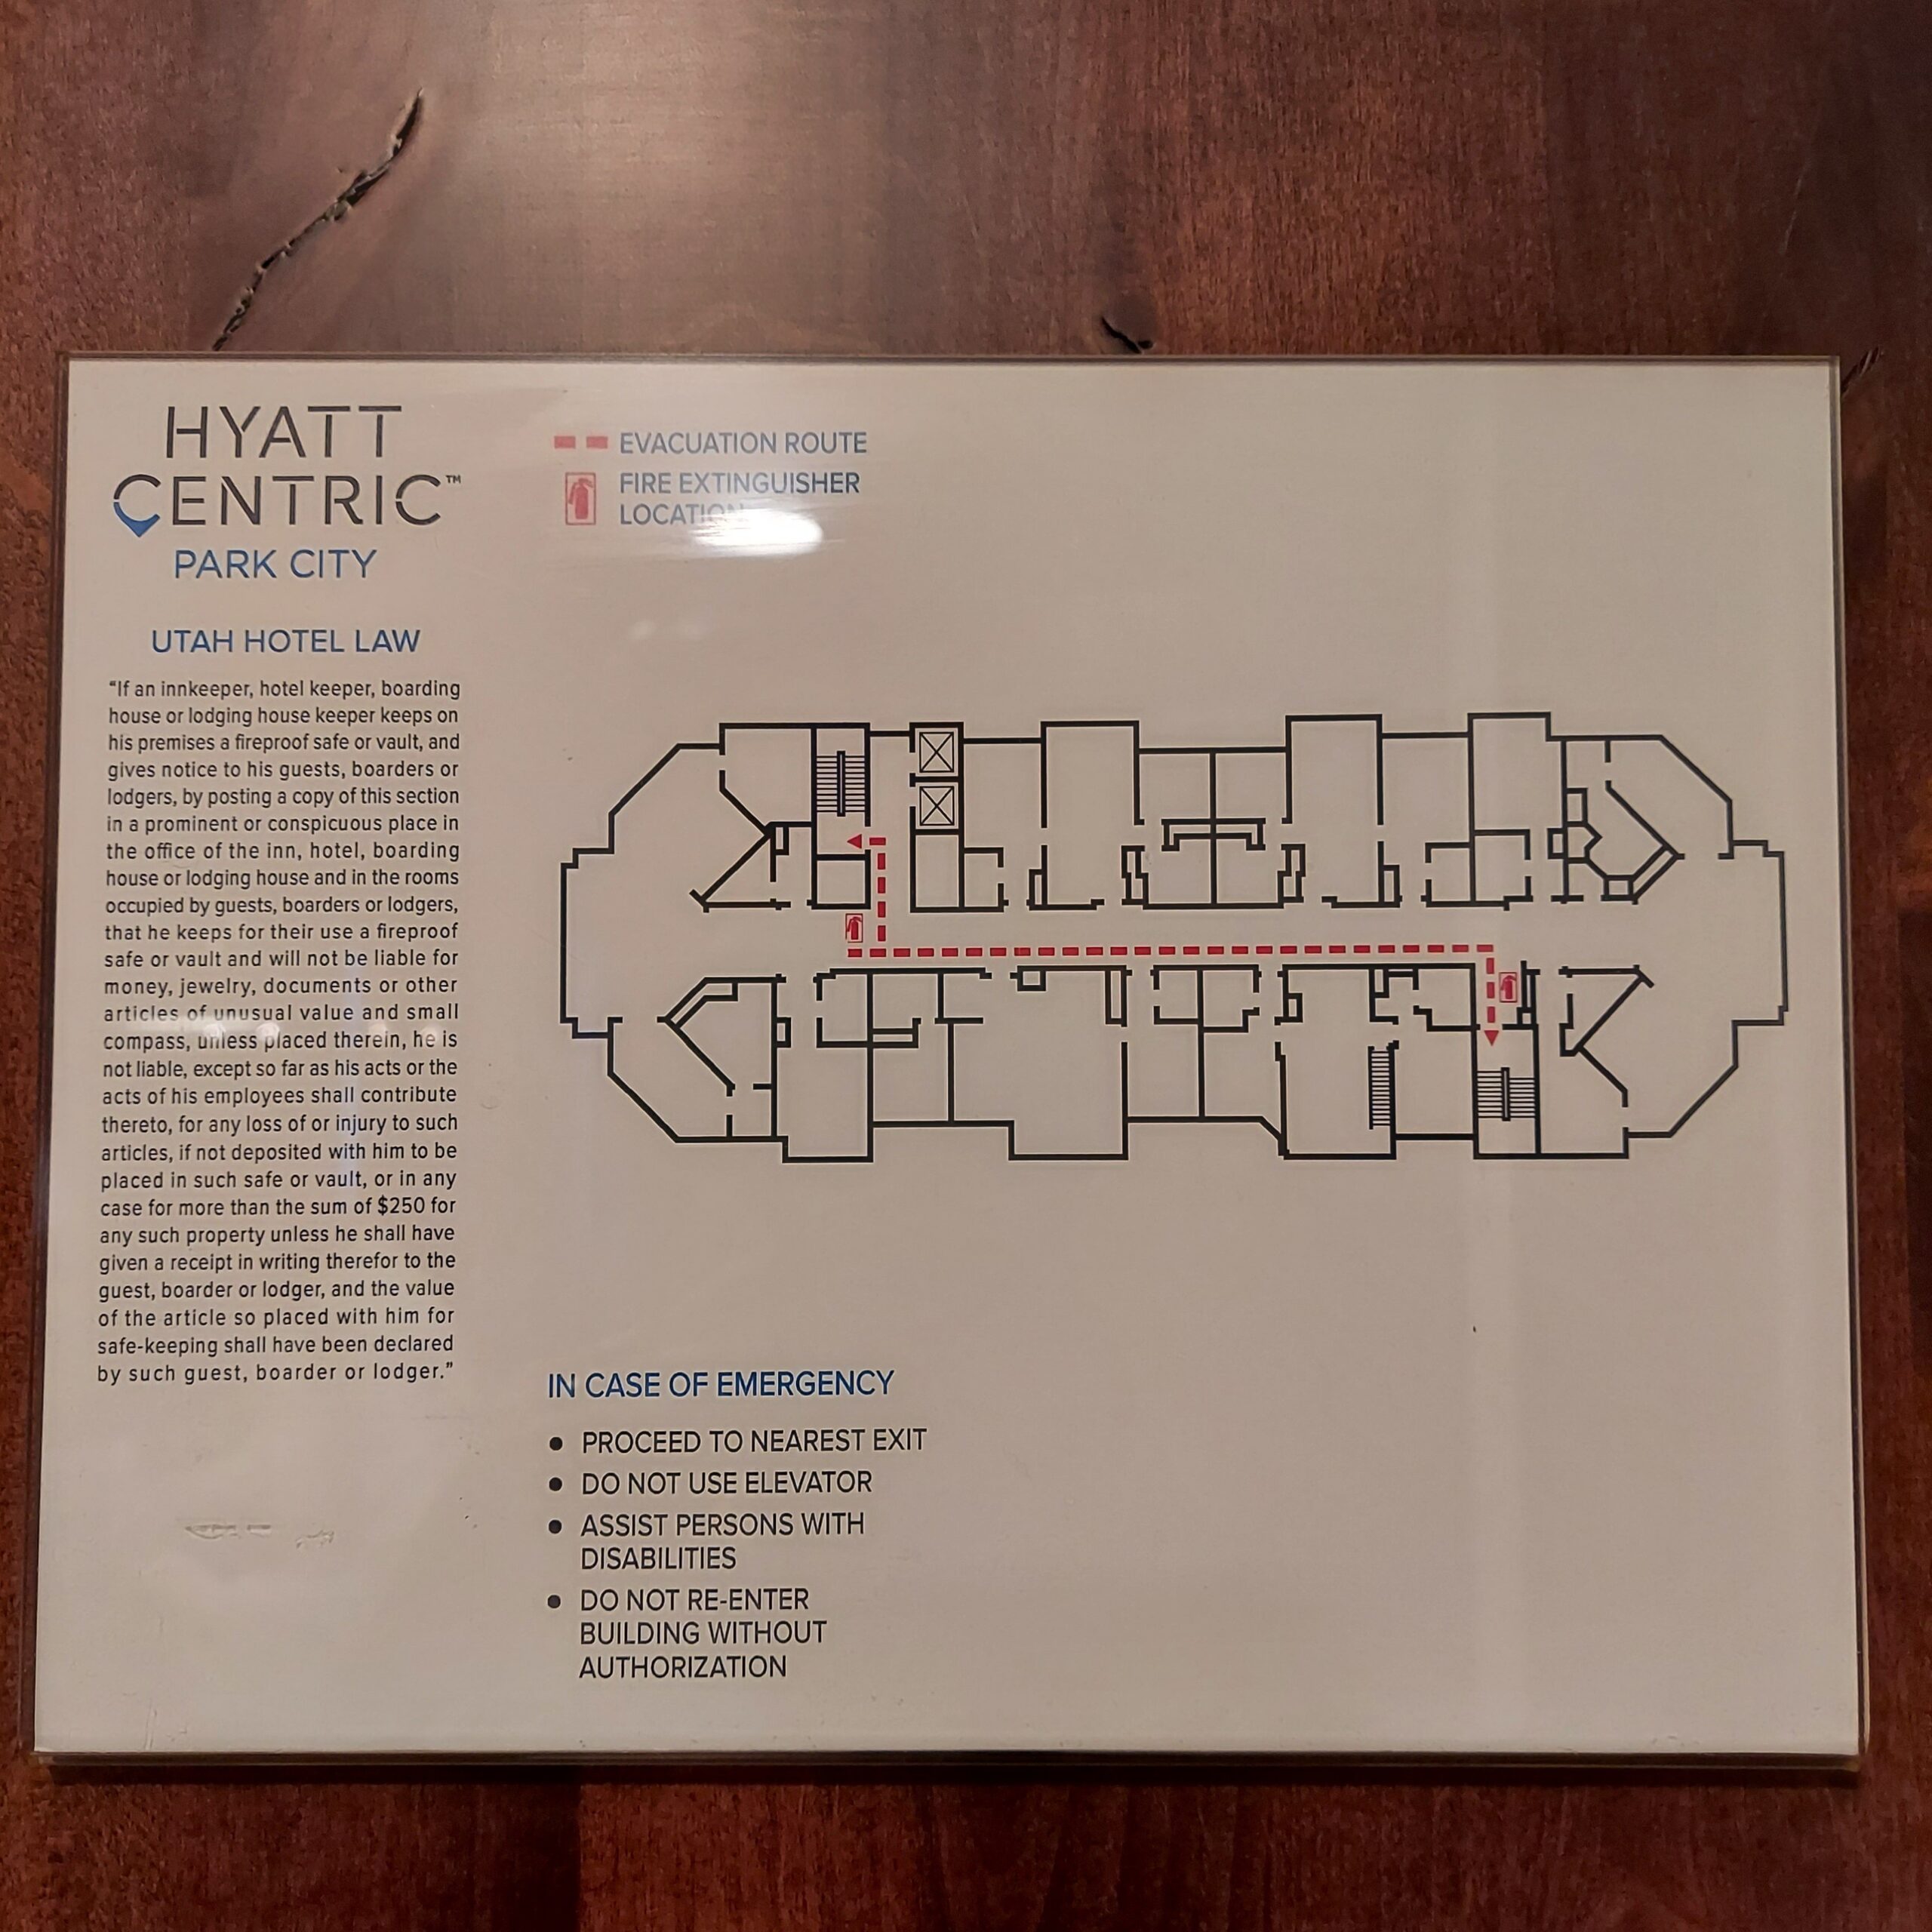 HYATT
CENTRIC™
PARK CITY
UTAH HOTEL LAW
“If an innkeeper, hotel keeper, boarding
house or lodging house keeper keeps on
his premises a fireproof safe or vault, and
gives notice to his guests, boarders or
lodgers, by posting a copy of this section
in a prominent or conspicuous place in
the office of the inn, hotel, boarding
house or lodging house and in the rooms
occupied by guests, boarders or lodgers,
that he keeps for their use a fireproof
safe or vault and will not be liable for
money, jewelry, documents or other
articles of unusual value and small
compass, unless placed therein, he is
not liable, except so far as his acts or the
acts of his employees shall contribute
thereto, for any loss of or injury to such
articles, if not deposited with him to be
placed in such safe or vault, or in any
case for more than the sum of $250 for
any such property unless he shall have
given a receipt in writing therefor to the
guest, boarder or lodger, and the value
of the article so placed with him for
safe-keeping shall have been declared
by such guest, boarder or lodger.”
EVACUATION ROUTE
FIRE EXTINGUISHER
LOCATION
IN CASE OF EMERGENCY
• PROCEED TO NEAREST EXIT
• DO NOT USE ELEVATOR
• ASSIST PERSONS WITH
DISABILITIES
• DO NOT RE-ENTER
BUILDING WITHOUT
AUTHORIZATION